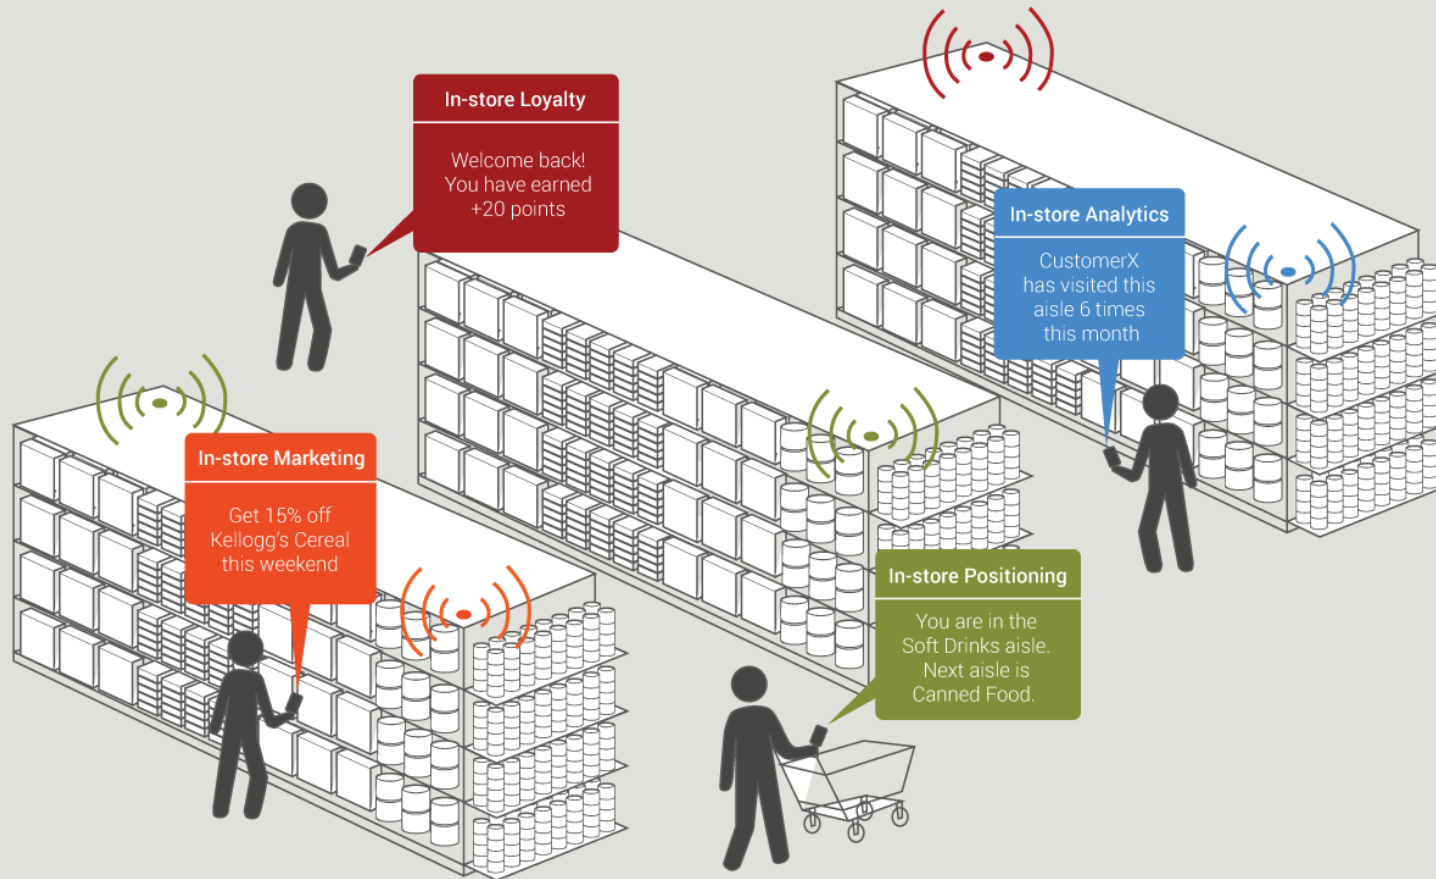 In-store Loyalty
Welcome back!
You have earned
+20 points
In-store Analytics
CustomerX
has visited this
aisle 6 times
this month
In-store Marketing
Get 15% off
Kellogg's Cereal
this weekend
In-store Positioning
You are in the
Soft Drinks aisle.
Next aisle is
Canned Food.